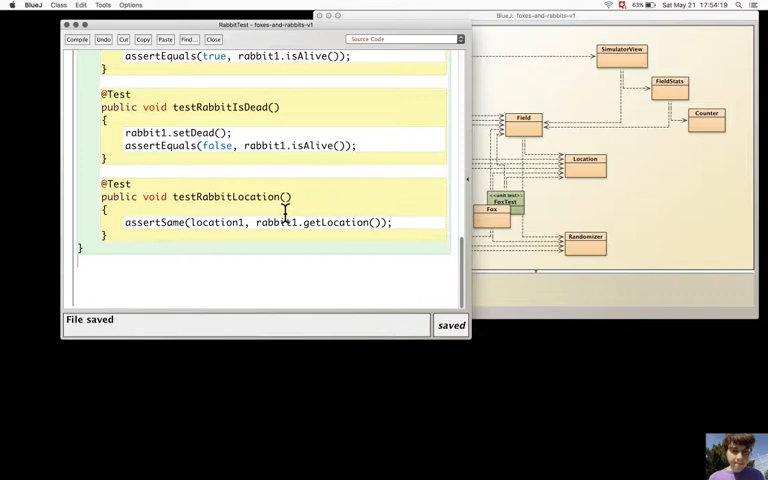 BlueJ Class Edit Tools Options
63% Sat May 21 17:54:19
RabbitTest - foxes-and-rabbits-v1
BlueJ: foxes-and-rabbits-v1
Compile Undo Cut Copy Paste Find... Close Source Code
assertEquals(true, rabbit1.isAlive());
}
@Test
public void testRabbitIsDead()
{
rabbit1.setDead();
assertEquals(false, rabbit1.isAlive());
}
@Test
public void testRabbitLocation()
{
assertSame(location1, rabbit1.getLocation());
}
}
File saved
saved
SimulatorView
FieldStats
Counter
Field
Location
<<unit test>>
FoxTest
Fox
Randomizer